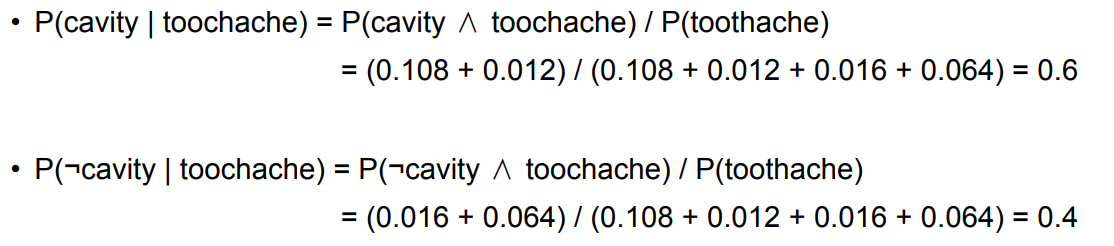 • P(cavity | toochache) = P(cavity ∧ toochache) / P(toothache)
= (0.108 + 0.012) / (0.108 + 0.012 + 0.016 + 0.064) = 0.6
• P(¬cavity | toochache) = P(¬cavity ∧ toochache) / P(toothache)
= (0.016 + 0.064) / (0.108 + 0.012 + 0.016 + 0.064) = 0.4